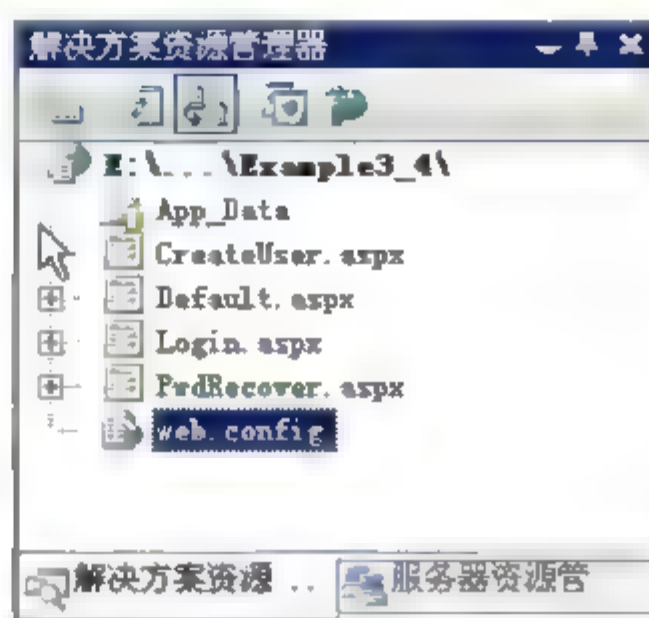 解决方案资源管理器
E:\...\Example3_4\
App_Data
CreateUser.aspx
Default.aspx
Login.aspx
PwdRecover.aspx
web.config
解决方案资源 ..
服务器资源管